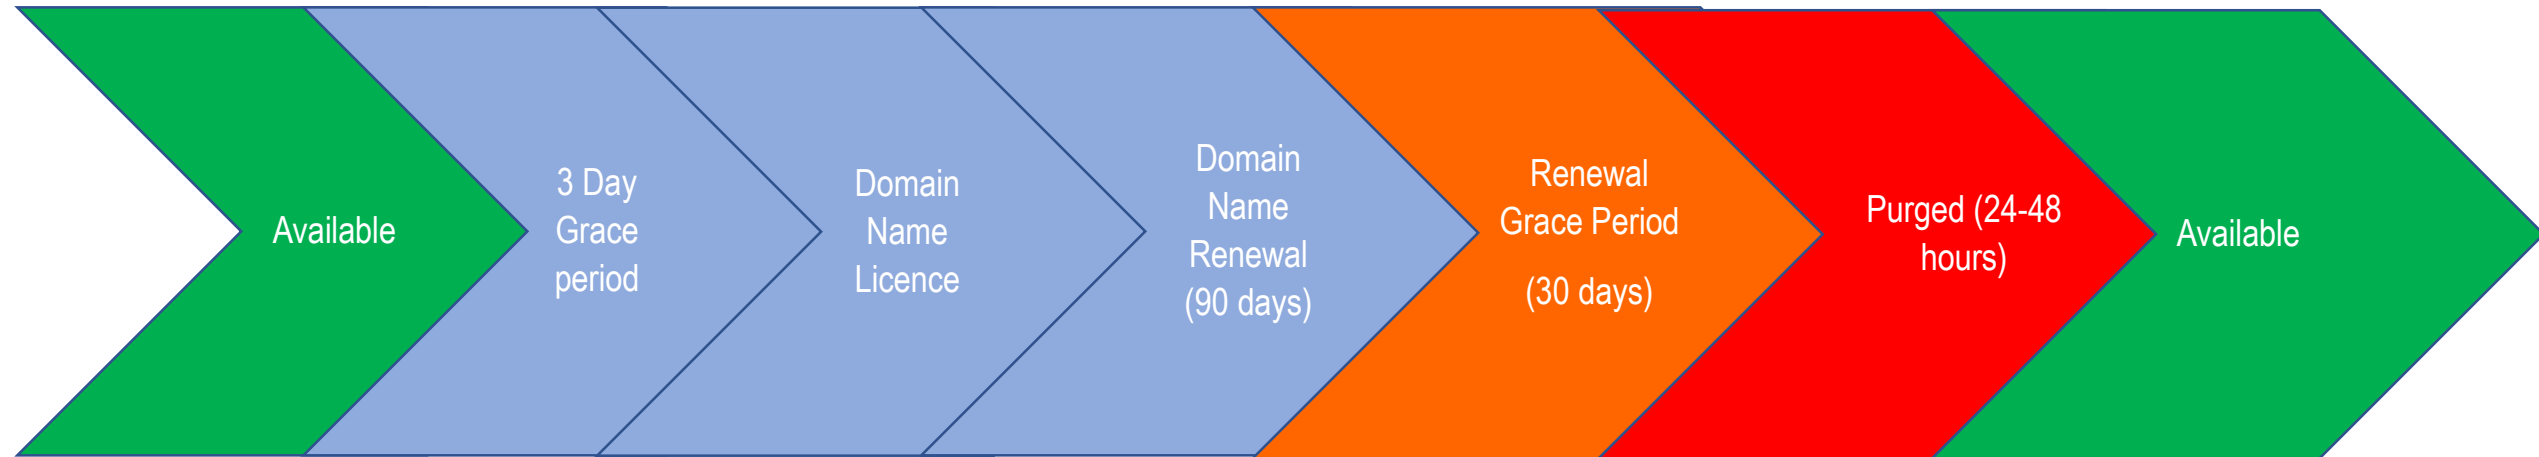 Available
3 Day
Grace
period
Domain
Name
Licence
Domain
Name
Renewal
(90 days)
Renewal
Grace Period
(30 days)
Purged (24-48
hours)
Available